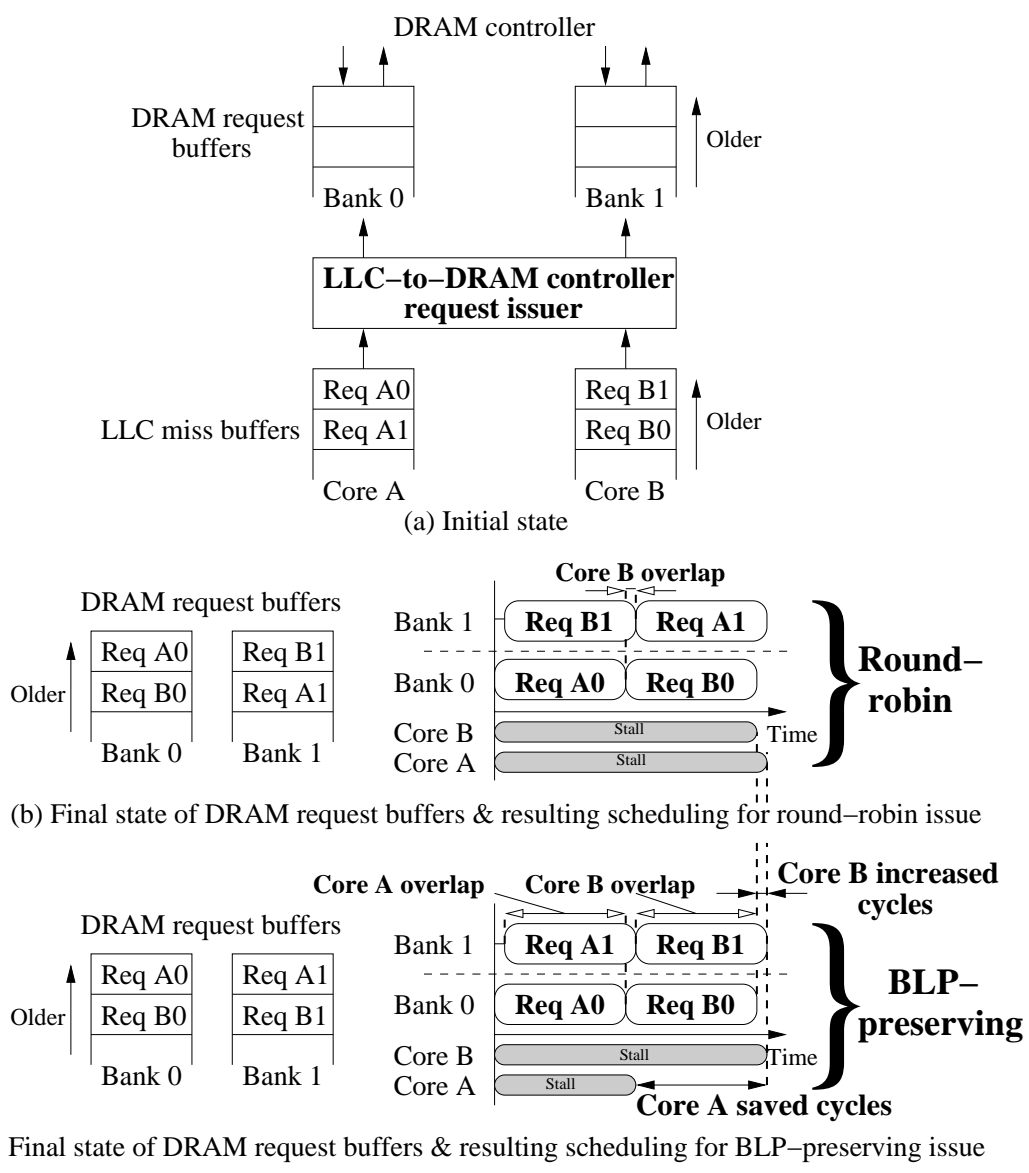 DRAM controller
DRAM request
buffers
Older
Bank 0
Bank 1
LLC−to−DRAM controller
request issuer
Req A0
Req B1
LLC miss buffers
Req A1
Req B0
Older
Core A
Core B
(a) Initial state
Core B overlap
DRAM request buffers
Bank 1
Req B1
Req A1
Req A0
Req B1
Older
Req B0
Req A1
Bank 0
Req A0
Req B0
Round−
robin
Bank 0
Bank 1
Core B
Stall
Time
Core A
Stall
(b) Final state of DRAM request buffers & resulting scheduling for round−robin issue
Core A overlap
Core B overlap
Core B increased
cycles
DRAM request buffers
Bank 1
Req A1
Req B1
Req A0
Req A1
Older
Req B0
Req B1
Bank 0
Req A0
Req B0
BLP−
preserving
Bank 0
Bank 1
Core B
Stall
Time
Core A
Stall
Core A saved cycles
Final state of DRAM request buffers & resulting scheduling for BLP−preserving issue